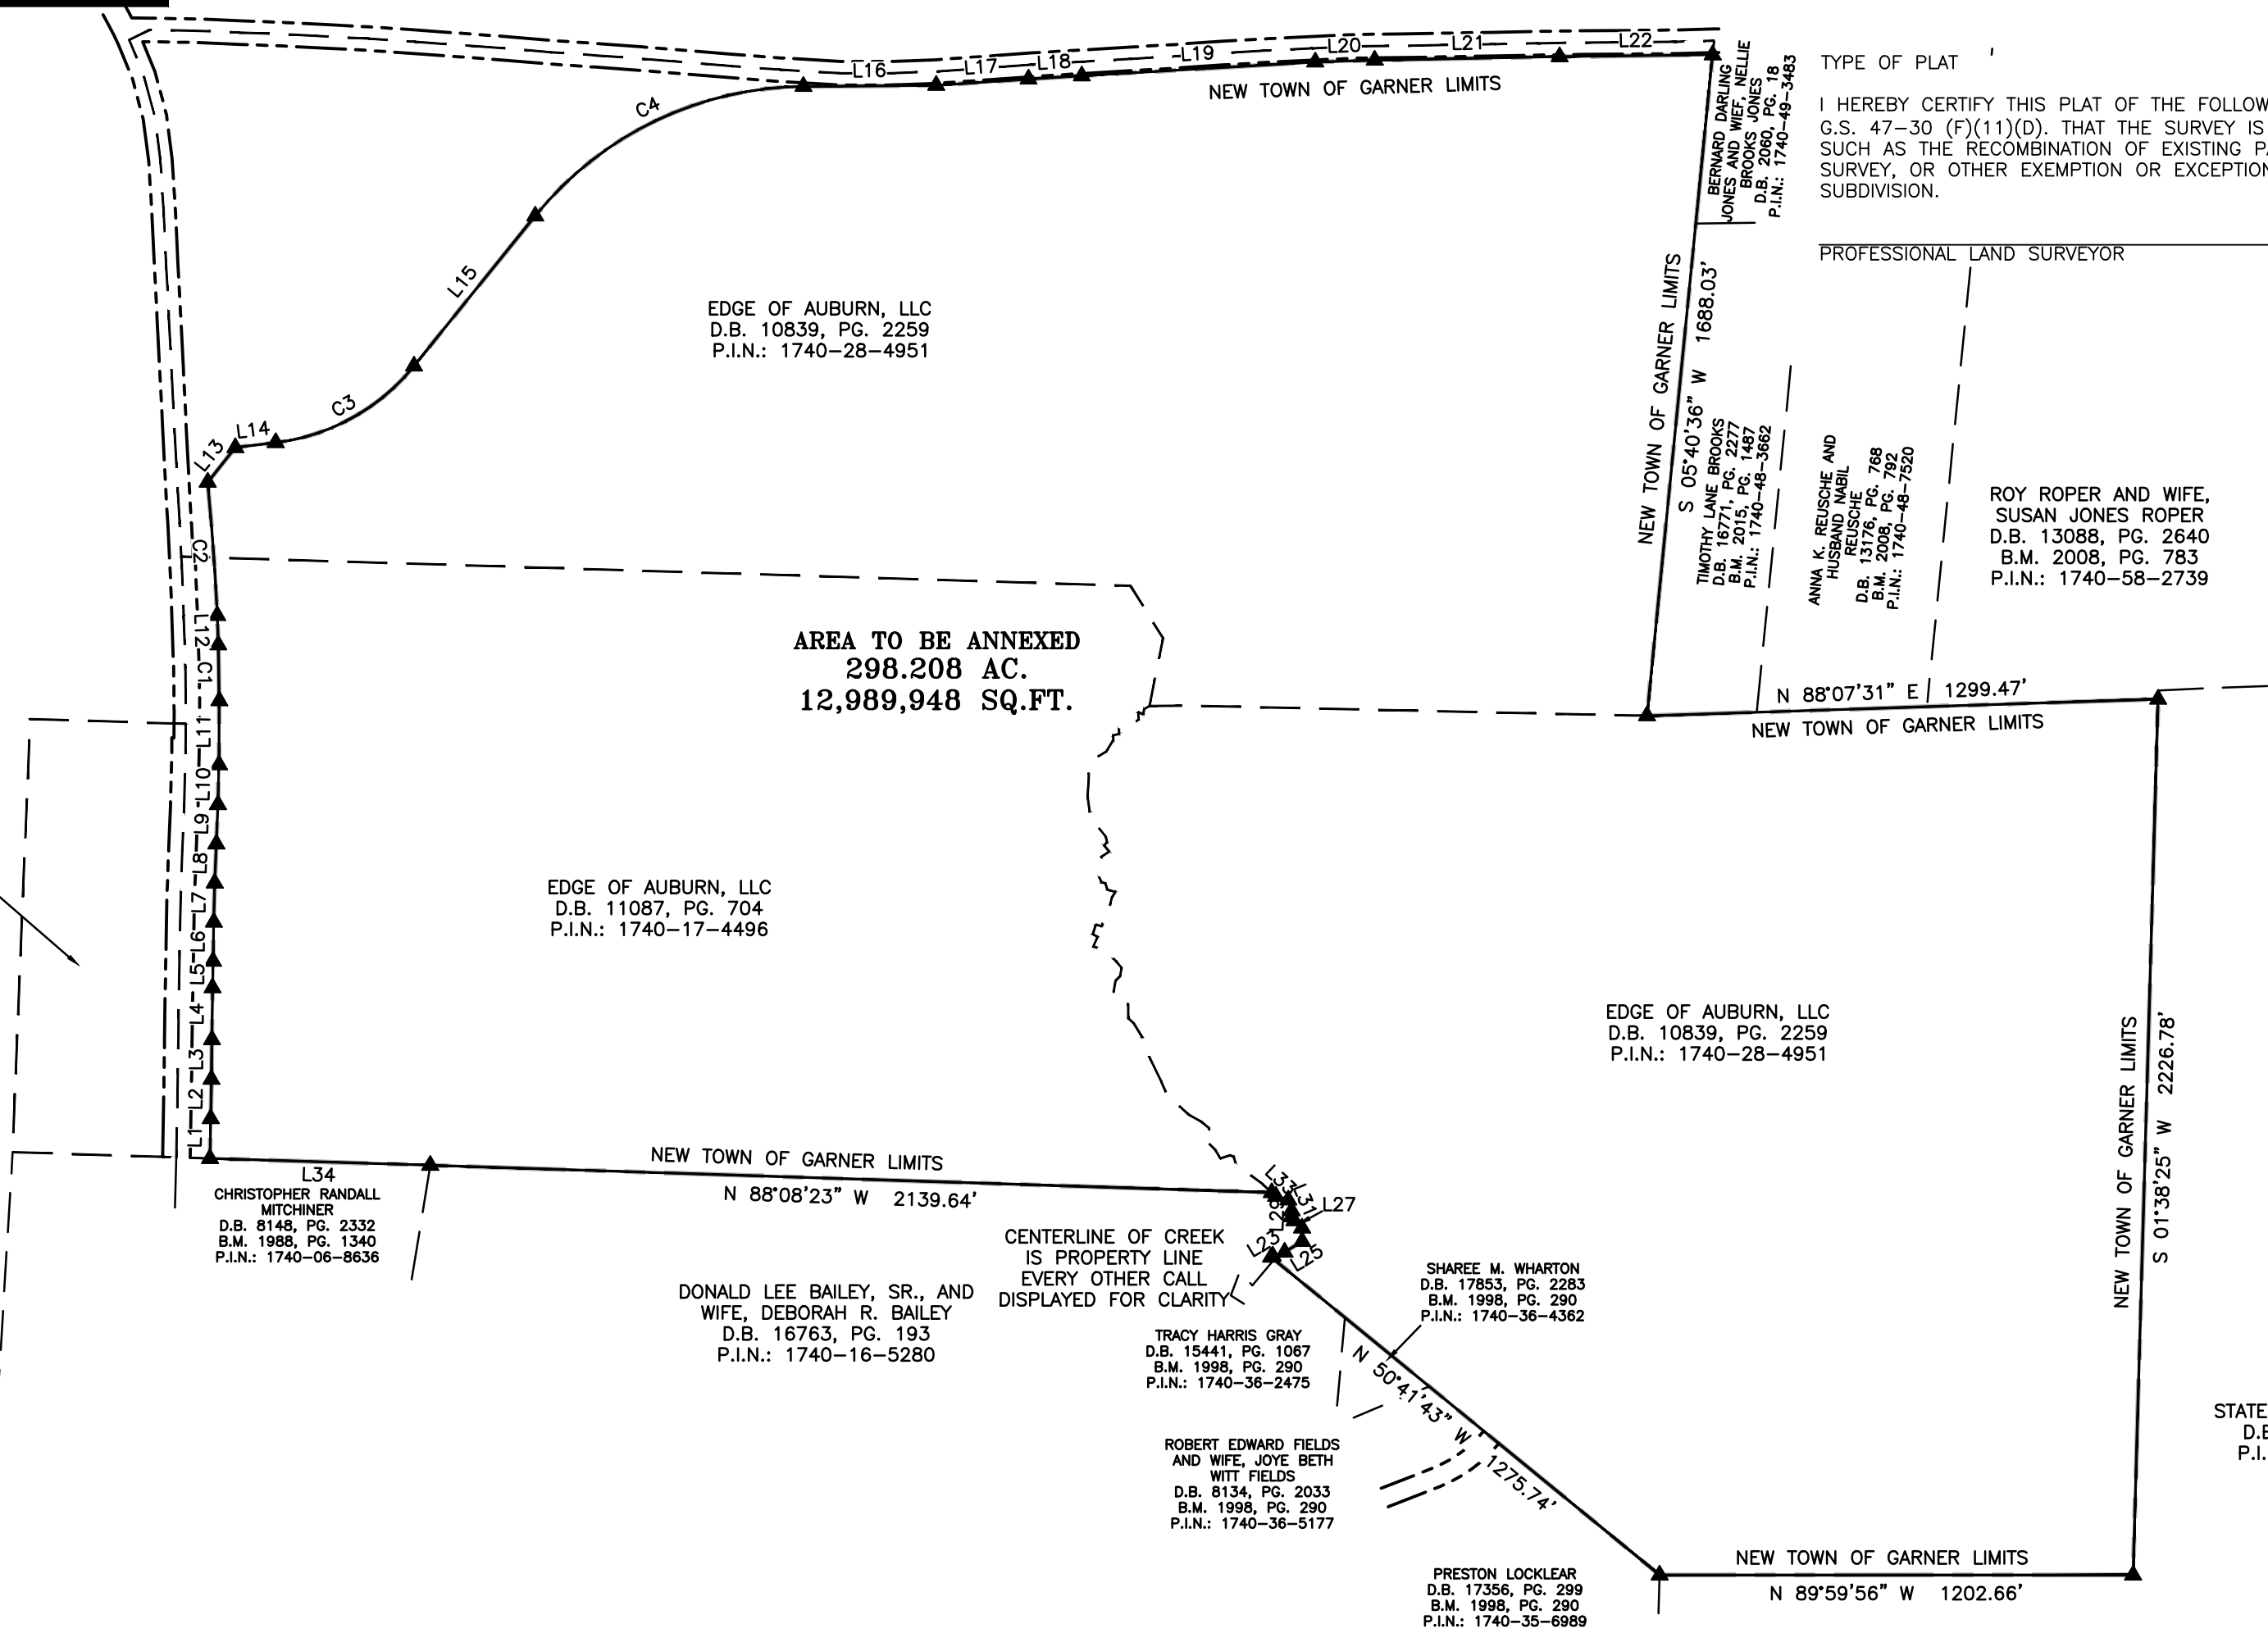 L16
L17
L18
L19
L20
L21
L22
NEW TOWN OF GARNER LIMITS
C4
L15
C3
L14
L13
C2
L12
C1
L11
L10
L9
L8
L7
L6
L5
L4
L3
L2
L1
BERNARD DARLING
JONES AND WIEF, NELLIE
BROOKS JONES
D.B. 2060, PG. 18
P.I.N.: 1740-49-3483
TYPE OF PLAT '
I HEREBY CERTIFY THIS PLAT OF THE FOLLOW
G.S. 47-30 (F)(11)(D). THAT THE SURVEY IS
SUCH AS THE RECOMBINATION OF EXISTING P
SURVEY, OR OTHER EXEMPTION OR EXCEPTION
SUBDIVISION.
PROFESSIONAL LAND SURVEYOR
EDGE OF AUBURN, LLC
D.B. 10839, PG. 2259
P.I.N.: 1740-28-4951
NEW TOWN OF GARNER LIMITS
S 05°40'36" W 1688.03'
TIMOTHY LANE BROOKS
D.B. 16771, PG. 2277
B.M. 2015, PG. 1487
P.I.N.: 1740-48-3662
ANNA K. REUSCHE AND
HUSBAND NABIL
REUSCHE
D.B. 13176, PG. 768
B.M. 2008, PG. 792
P.I.N.: 1740-48-7520
ROY ROPER AND WIFE,
SUSAN JONES ROPER
D.B. 13088, PG. 2640
B.M. 2008, PG. 783
P.I.N.: 1740-58-2739
AREA TO BE ANNEXED
298.208 AC.
12,989,948 SQ.FT.
N 88°07'31" E 1299.47'
NEW TOWN OF GARNER LIMITS
EDGE OF AUBURN, LLC
D.B. 11087, PG. 704
P.I.N.: 1740-17-4496
EDGE OF AUBURN, LLC
D.B. 10839, PG. 2259
P.I.N.: 1740-28-4951
NEW TOWN OF GARNER LIMITS
S 01°38'25" W 2226.78'
NEW TOWN OF GARNER LIMITS
N 88°08'23" W 2139.64'
L34
CHRISTOPHER RANDALL
MITCHINER
D.B. 8148, PG. 2332
B.M. 1988, PG. 1340
P.I.N.: 1740-06-8636
L33
L31
L29
L27
L25
L23
CENTERLINE OF CREEK
IS PROPERTY LINE
EVERY OTHER CALL
DISPLAYED FOR CLARITY
DONALD LEE BAILEY, SR., AND
WIFE, DEBORAH R. BAILEY
D.B. 16763, PG. 193
P.I.N.: 1740-16-5280
SHAREE M. WHARTON
D.B. 17853, PG. 2283
B.M. 1998, PG. 290
P.I.N.: 1740-36-4362
TRACY HARRIS GRAY
D.B. 15441, PG. 1067
B.M. 1998, PG. 290
P.I.N.: 1740-36-2475
N 50°41'43" W 1275.74'
ROBERT EDWARD FIELDS
AND WIFE, JOYE BETH
WITT FIELDS
D.B. 8134, PG. 2033
B.M. 1998, PG. 290
P.I.N.: 1740-36-5177
STATE
D.B
P.I.
PRESTON LOCKLEAR
D.B. 17356, PG. 299
B.M. 1998, PG. 290
P.I.N.: 1740-35-6989
NEW TOWN OF GARNER LIMITS
N 89°59'56" W 1202.66'